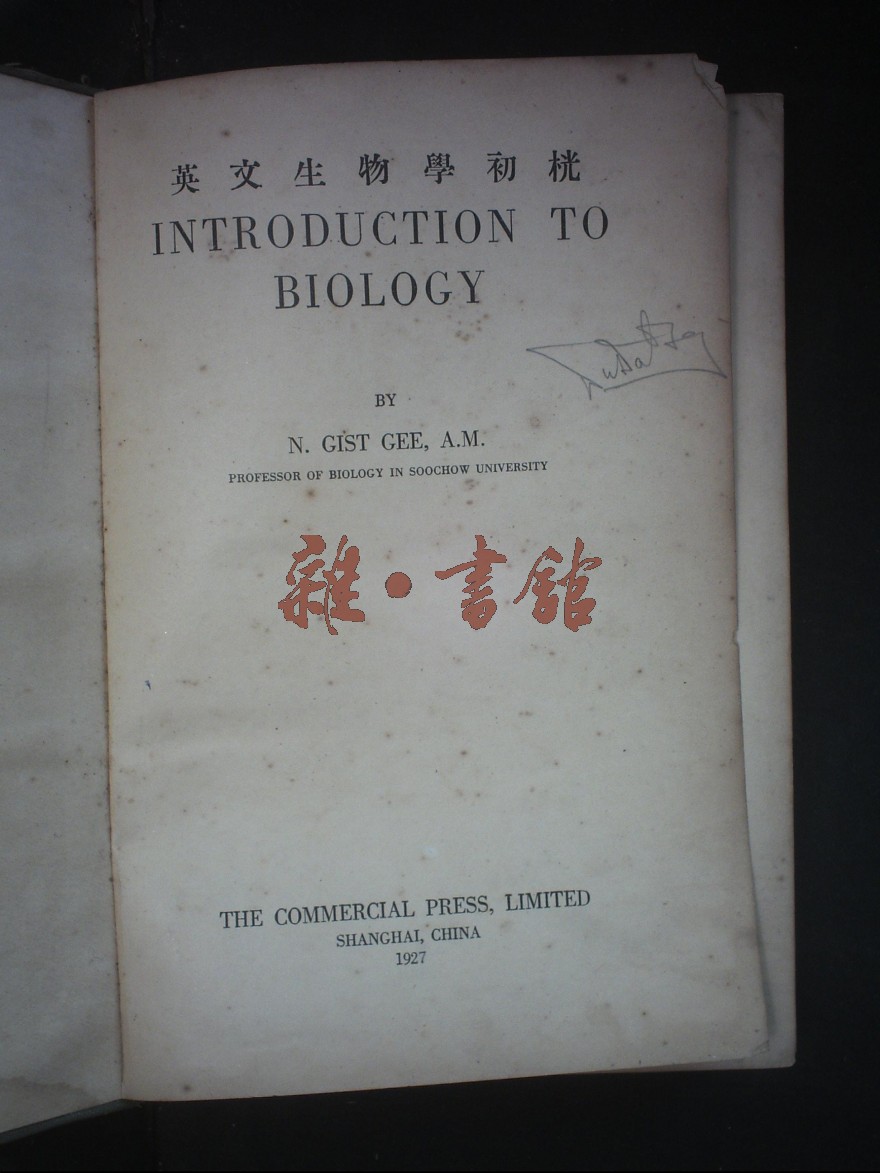 英文生物學初桄
INTRODUCTION TO
BIOLOGY
BY
N. GIST GEE, A.M.
PROFESSOR OF BIOLOGY IN SOOCHOW UNIVERSITY
雜·書館
THE COMMERCIAL PRESS, LIMITED
SHANGHAI, CHINA
1927